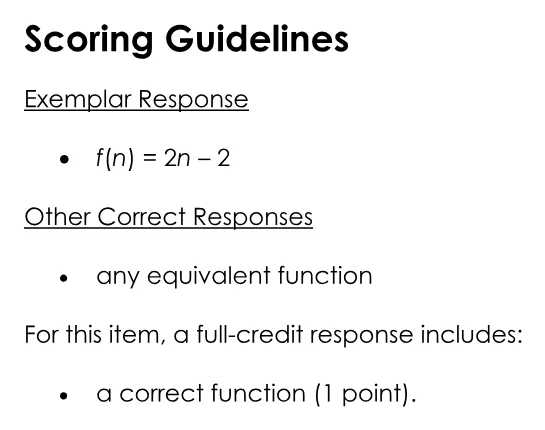 Scoring Guidelines
Exemplar Response
• f(n) = 2n – 2
Other Correct Responses
• any equivalent function
For this item, a full-credit response includes:
• a correct function (1 point).